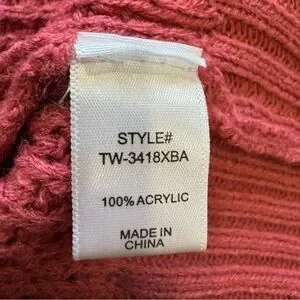 STYLE#
TW-3418XBA
100% ACRYLIC
MADE IN
CHINA